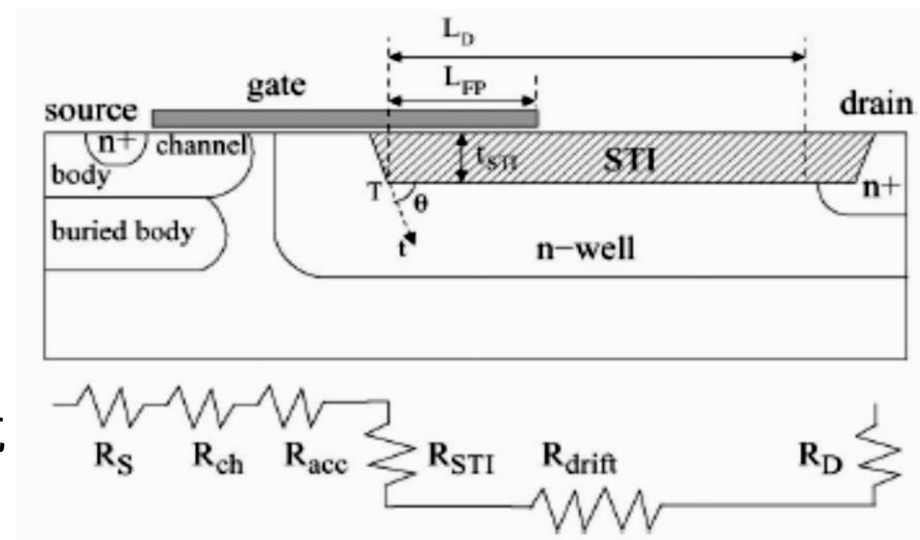 L_D
gate
L_FP
source
drain
n+
channel
t_STI
STI
body
n+
T
θ
buried body
t
n−well
R_S
R_ch
R_acc
R_STI
R_drift
R_D